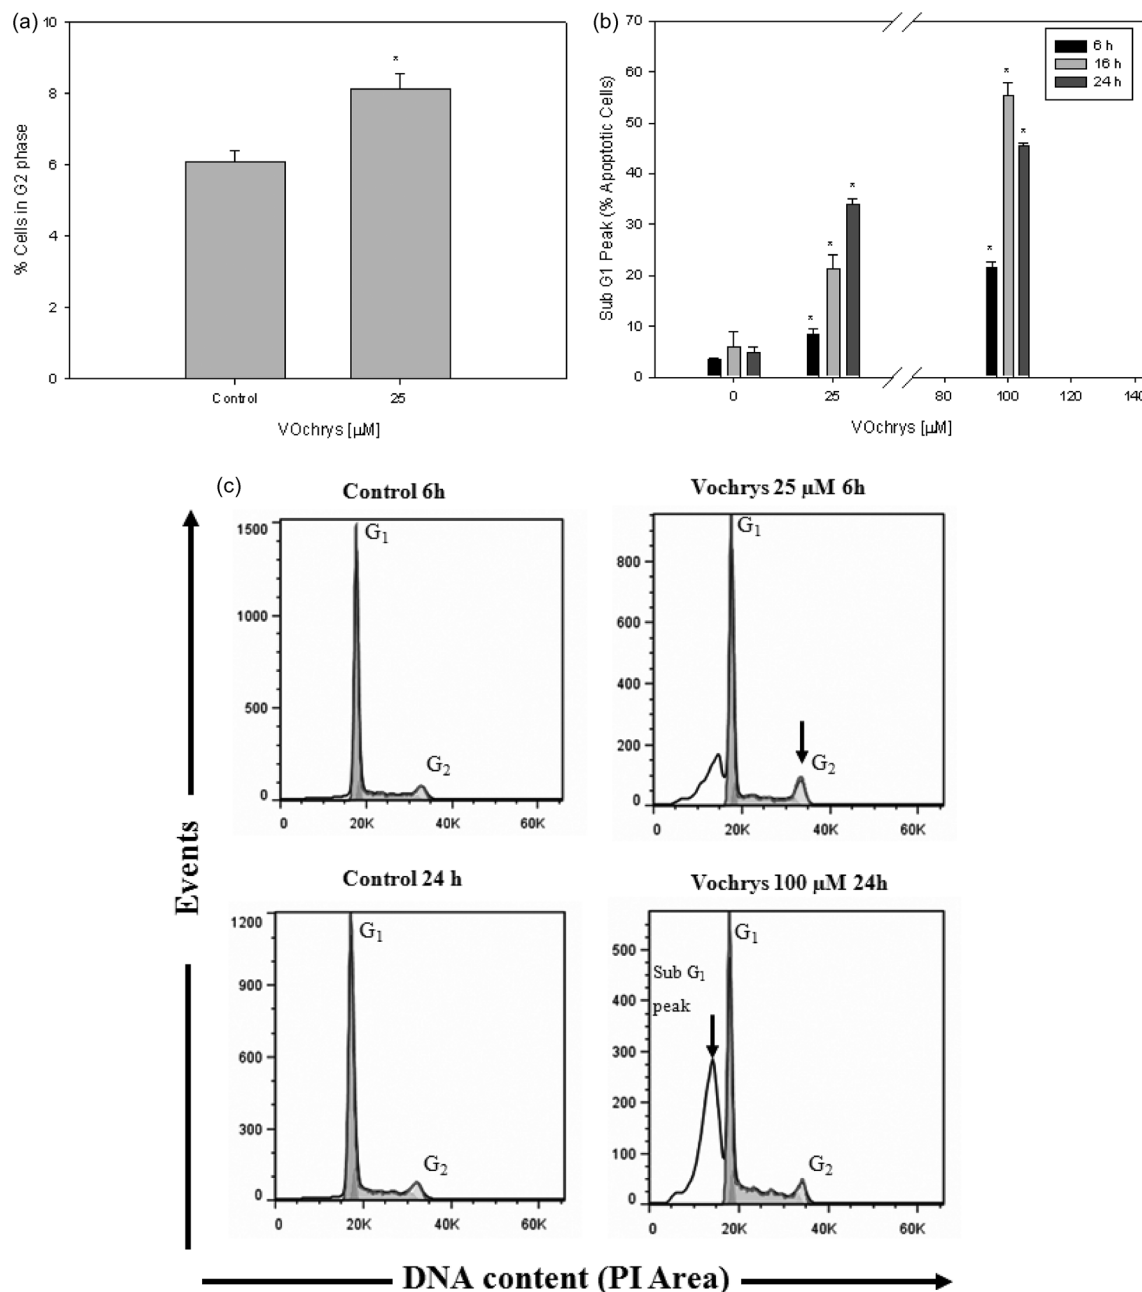 (a)
10
8
6
4
2
0
% Cells in G2 phase
*
Control
25
VOchrys [µM]
(b)
70
60
50
40
30
20
10
0
Sub G1 Peak (% Apoptotic Cells)
6 h
16 h
24 h
* * *
* * *
0 25 80 100 120 140
VOchrys [µM]
(c)
Control 6h
1500
1000
500
0
G1
G2
0 20K 40K 60K
Vochrys 25 µM 6h
800
600
400
200
0
G1
G2
0 20K 40K 60K
Events
Control 24 h
1200
900
600
300
0
G1
G2
0 20K 40K 60K
Vochrys 100 µM 24h
500
400
300
200
100
0
Sub G1
peak
G1
G2
0 20K 40K 60K
DNA content (PI Area)